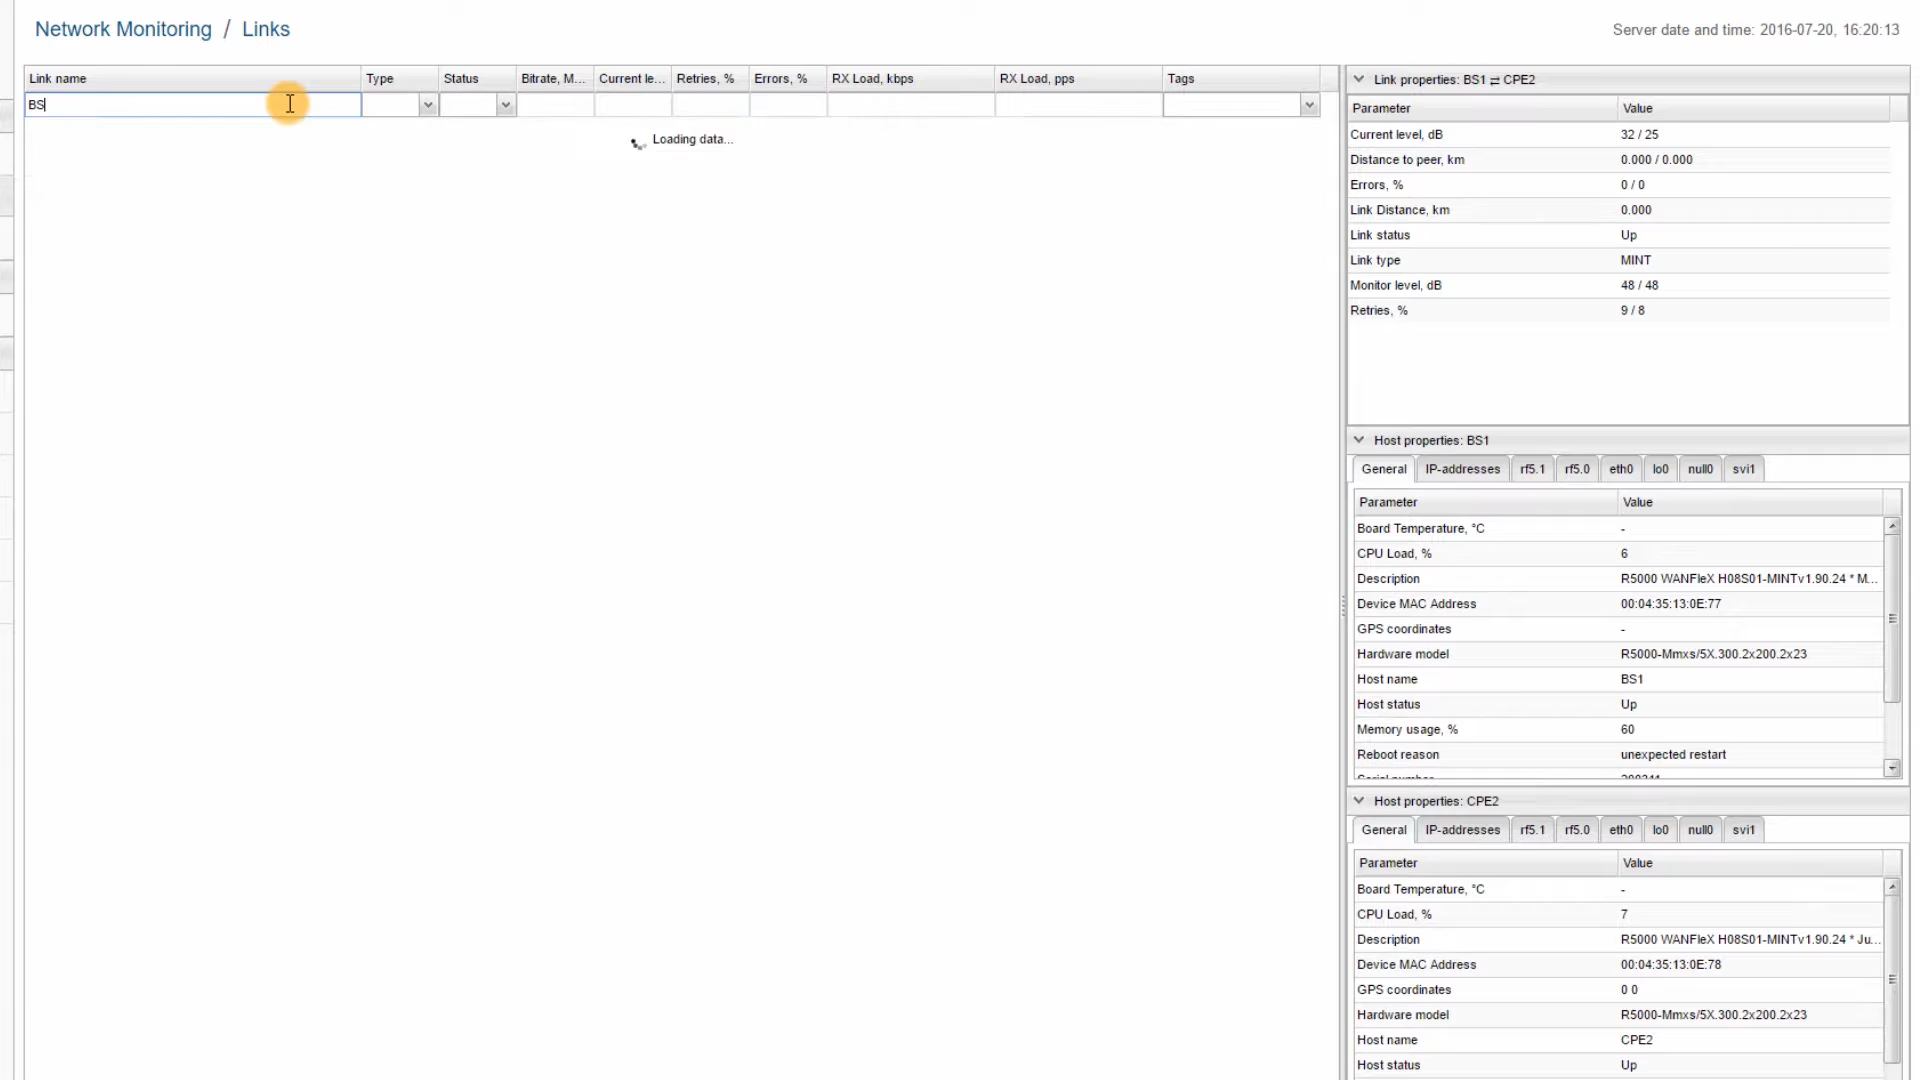 Network Monitoring / Links
Server date and time: 2016-07-20, 16:20:13
Link name Type Status Bitrate, M... Current le... Retries, % Errors, % RX Load, kbps RX Load, pps Tags
BS
Loading data...
Link properties: BS1 ⇄ CPE2
Parameter Value
Current level, dB 32 / 25
Distance to peer, km 0.000 / 0.000
Errors, % 0 / 0
Link Distance, km 0.000
Link status Up
Link type MINT
Monitor level, dB 48 / 48
Retries, % 9 / 8
Host properties: BS1
General IP-addresses rf5.1 rf5.0 eth0 lo0 null0 svi1
Parameter Value
Board Temperature, °C -
CPU Load, % 6
Description R5000 WANFleX H08S01-MINTv1.90.24 * M...
Device MAC Address 00:04:35:13:0E:77
GPS coordinates -
Hardware model R5000-Mmxs/5X.300.2x200.2x23
Host name BS1
Host status Up
Memory usage, % 60
Reboot reason unexpected restart
Host properties: CPE2
General IP-addresses rf5.1 rf5.0 eth0 lo0 null0 svi1
Parameter Value
Board Temperature, °C -
CPU Load, % 7
Description R5000 WANFleX H08S01-MINTv1.90.24 * Ju...
Device MAC Address 00:04:35:13:0E:78
GPS coordinates 0 0
Hardware model R5000-Mmxs/5X.300.2x200.2x23
Host name CPE2
Host status Up